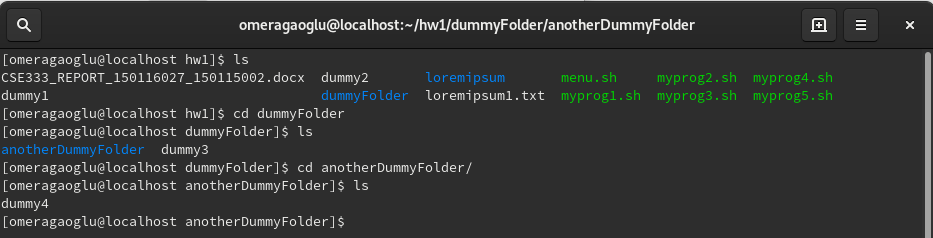 omeragaoglu@localhost:~/hw1/dummyFolder/anotherDummyFolder
[omeragaoglu@localhost hw1]$ ls
CSE333_REPORT_150116027_150115002.docx  dummy2       loremipsum      menu.sh     myprog2.sh  myprog4.sh
dummy1                                  dummyFolder  loremipsum1.txt  myprog1.sh  myprog3.sh  myprog5.sh
[omeragaoglu@localhost hw1]$ cd dummyFolder
[omeragaoglu@localhost dummyFolder]$ ls
anotherDummyFolder  dummy3
[omeragaoglu@localhost dummyFolder]$ cd anotherDummyFolder/
[omeragaoglu@localhost anotherDummyFolder]$ ls
dummy4
[omeragaoglu@localhost anotherDummyFolder]$